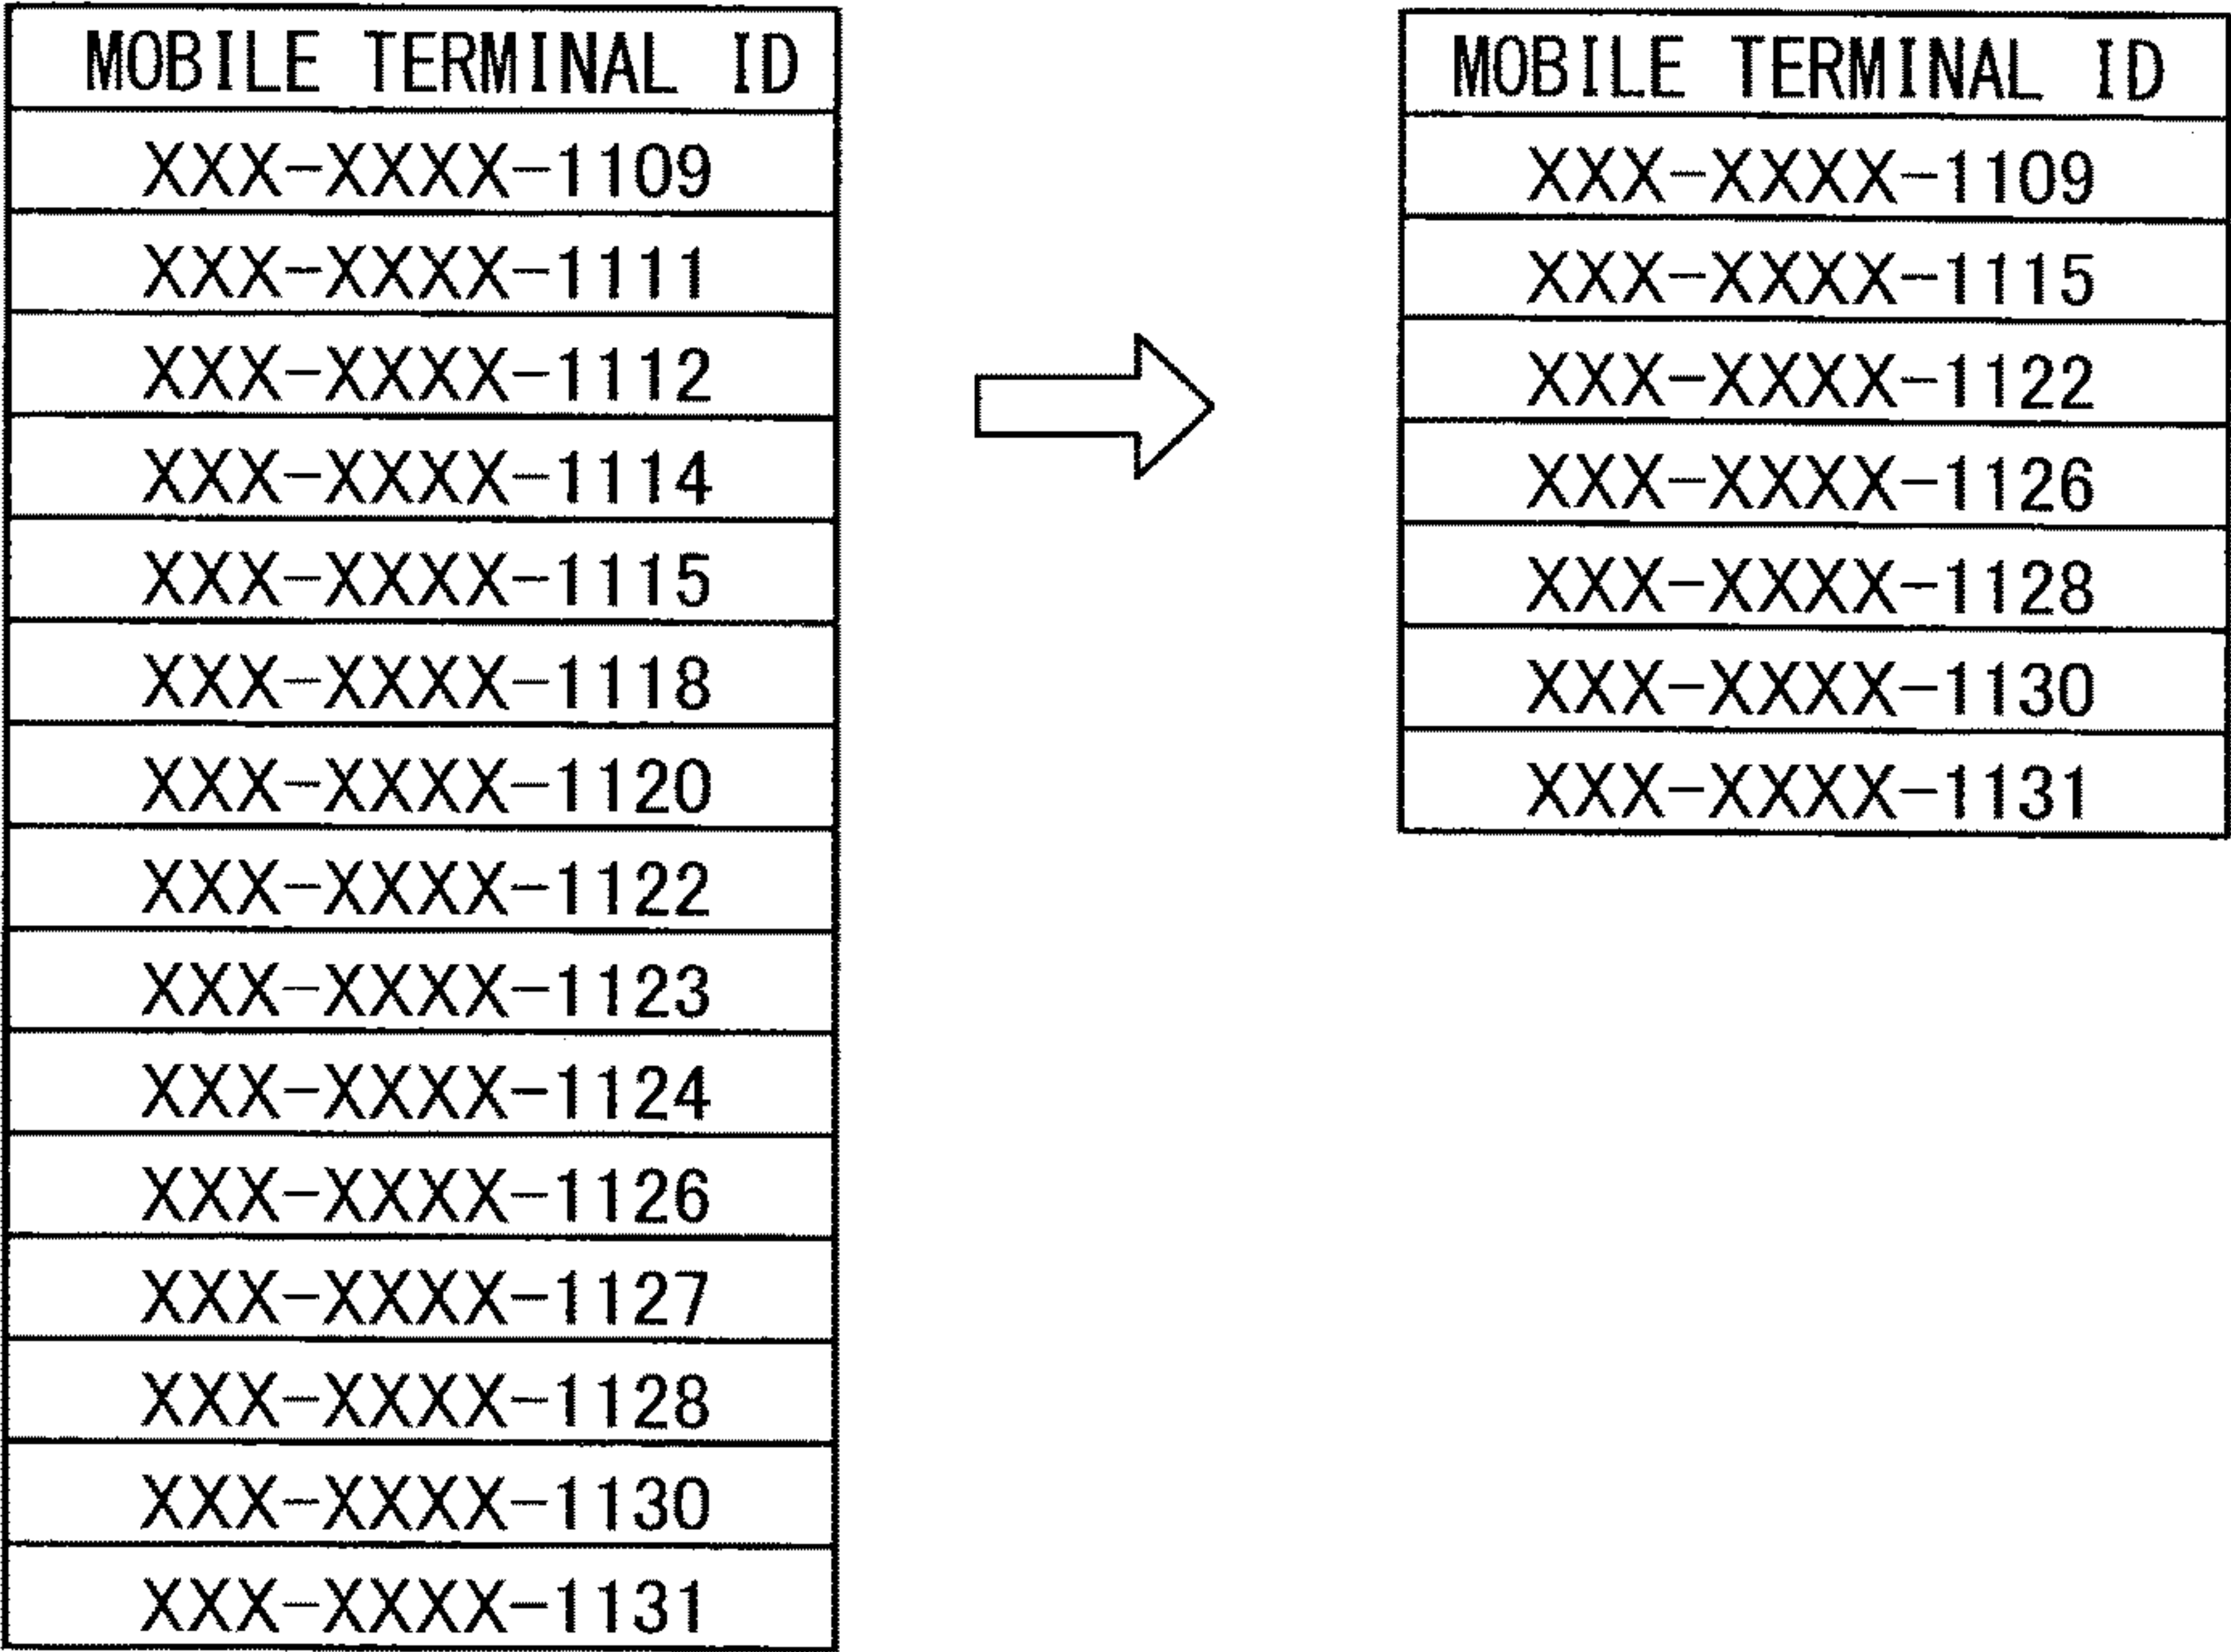 MOBILE TERMINAL ID
XXX-XXXX-1109
XXX-XXXX-1111
XXX-XXXX-1112
XXX-XXXX-1114
XXX-XXXX-1115
XXX-XXXX-1118
XXX-XXXX-1120
XXX-XXXX-1122
XXX-XXXX-1123
XXX-XXXX-1124
XXX-XXXX-1126
XXX-XXXX-1127
XXX-XXXX-1128
XXX-XXXX-1130
XXX-XXXX-1131
MOBILE TERMINAL ID
XXX-XXXX-1109
XXX-XXXX-1115
XXX-XXXX-1122
XXX-XXXX-1126
XXX-XXXX-1128
XXX-XXXX-1130
XXX-XXXX-1131